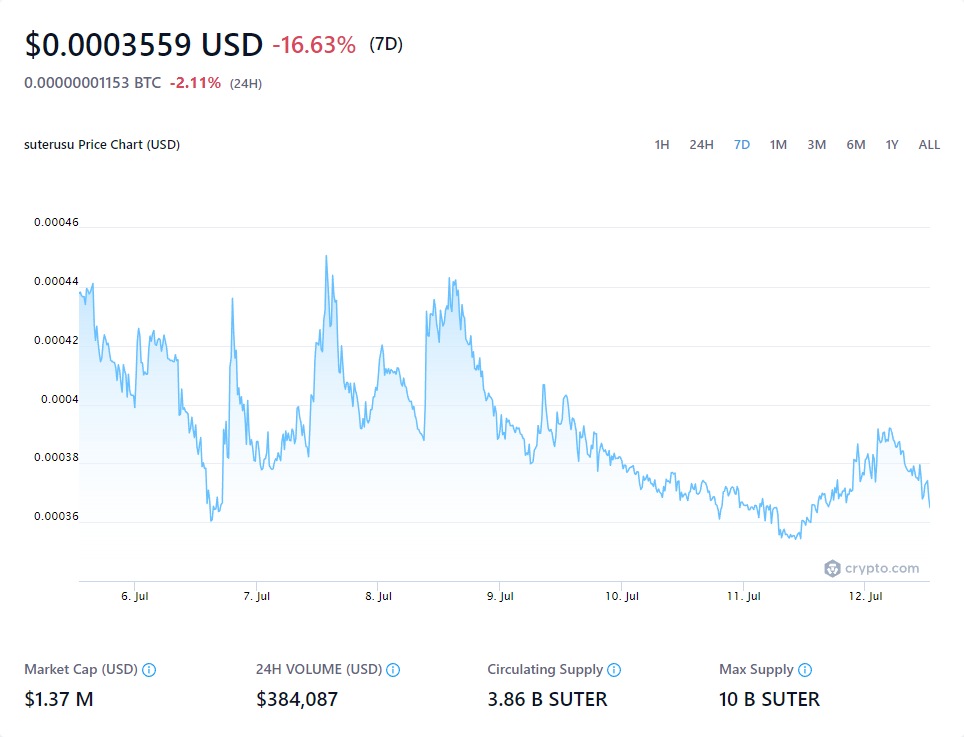 $0.0003559 USD -16.63% (7D)
0.00000001153 BTC -2.11% (24H)
suterusu Price Chart (USD) 1H 24H 7D 1M 3M 6M 1Y ALL
0.00046
0.00044
0.00042
0.0004
0.00038
0.00036
crypto.com
6. Jul 7. Jul 8. Jul 9. Jul 10. Jul 11. Jul 12. Jul
Market Cap (USD) 24H VOLUME (USD) Circulating Supply Max Supply
$1.37 M $384,087 3.86 B SUTER 10 B SUTER